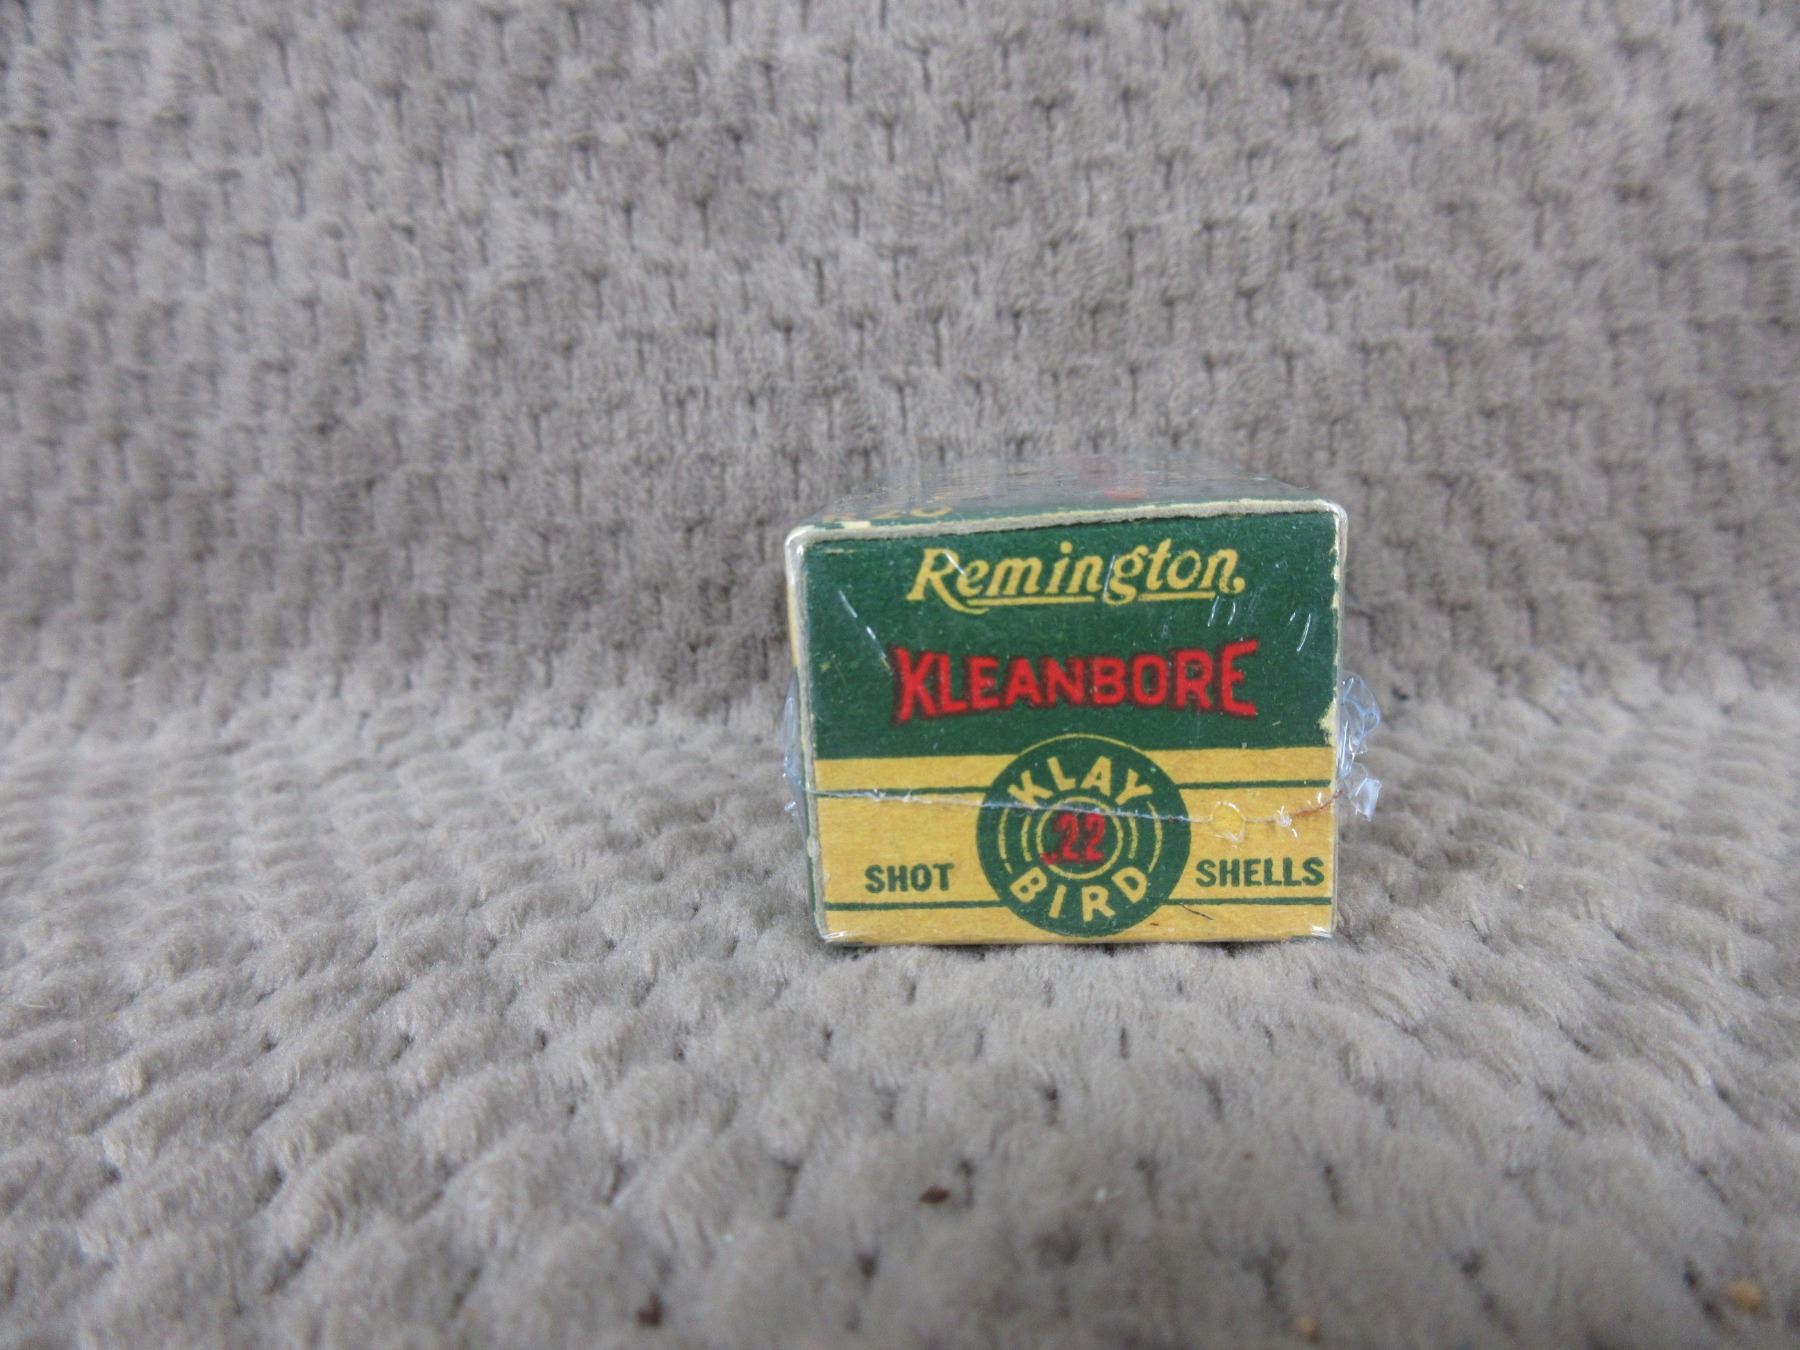 Remington,
KLEANBORE
KLAY
.22
SHOT SHELLS
BIRD